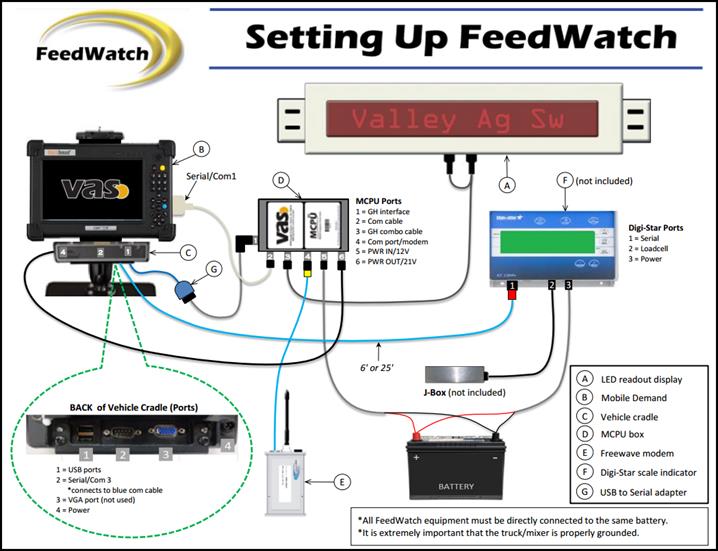 FeedWatch
Setting Up FeedWatch
Valley Ag Sw
B
Serial/Com1
vas
D
A
F (not included)
MCPU Ports
1 = GH interface
2 = Com cable
3 = GH combo cable
4 = Com port/modem
5 = PWR IN/12V
6 = PWR OUT/21V
vas
MCPU
Digi-Star Ports
1 = Serial
2 = Loadcell
3 = Power
4 2 1
C
G
2 3 4 5 6
1 2 3
6' or 25'
J-Box (not included)
BACK of Vehicle Cradle (Ports)
1 2 3 4
1 = USB ports
2 = Serial/Com 3
*connects to blue com cable
3 = VGA port (not used)
4 = Power
E
+ -
BATTERY
A LED readout display
B Mobile Demand
C Vehicle cradle
D MCPU box
E Freewave modem
F Digi-Star scale indicator
G USB to Serial adapter
*All FeedWatch equipment must be directly connected to the same battery.
*It is extremely important that the truck/mixer is properly grounded.